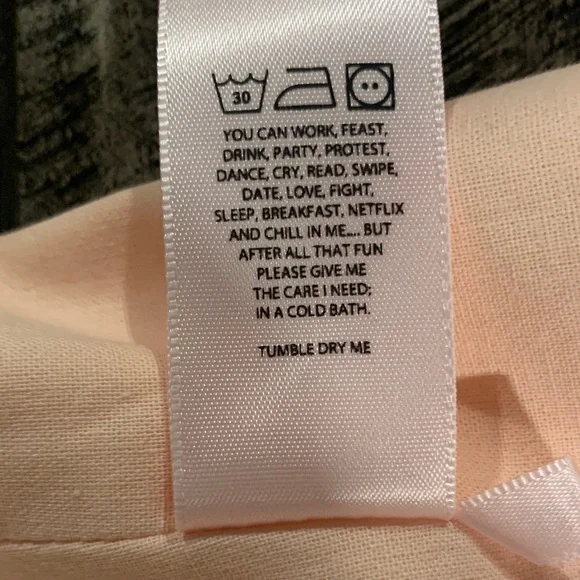 30
YOU CAN WORK, FEAST,
DRINK, PARTY, PROTEST,
DANCE, CRY, READ, SWIPE,
DATE, LOVE, FIGHT,
SLEEP, BREAKFAST, NETFLIX
AND CHILL IN ME.... BUT
AFTER ALL THAT FUN
PLEASE GIVE ME
THE CARE I NEED;
IN A COLD BATH.
TUMBLE DRY ME